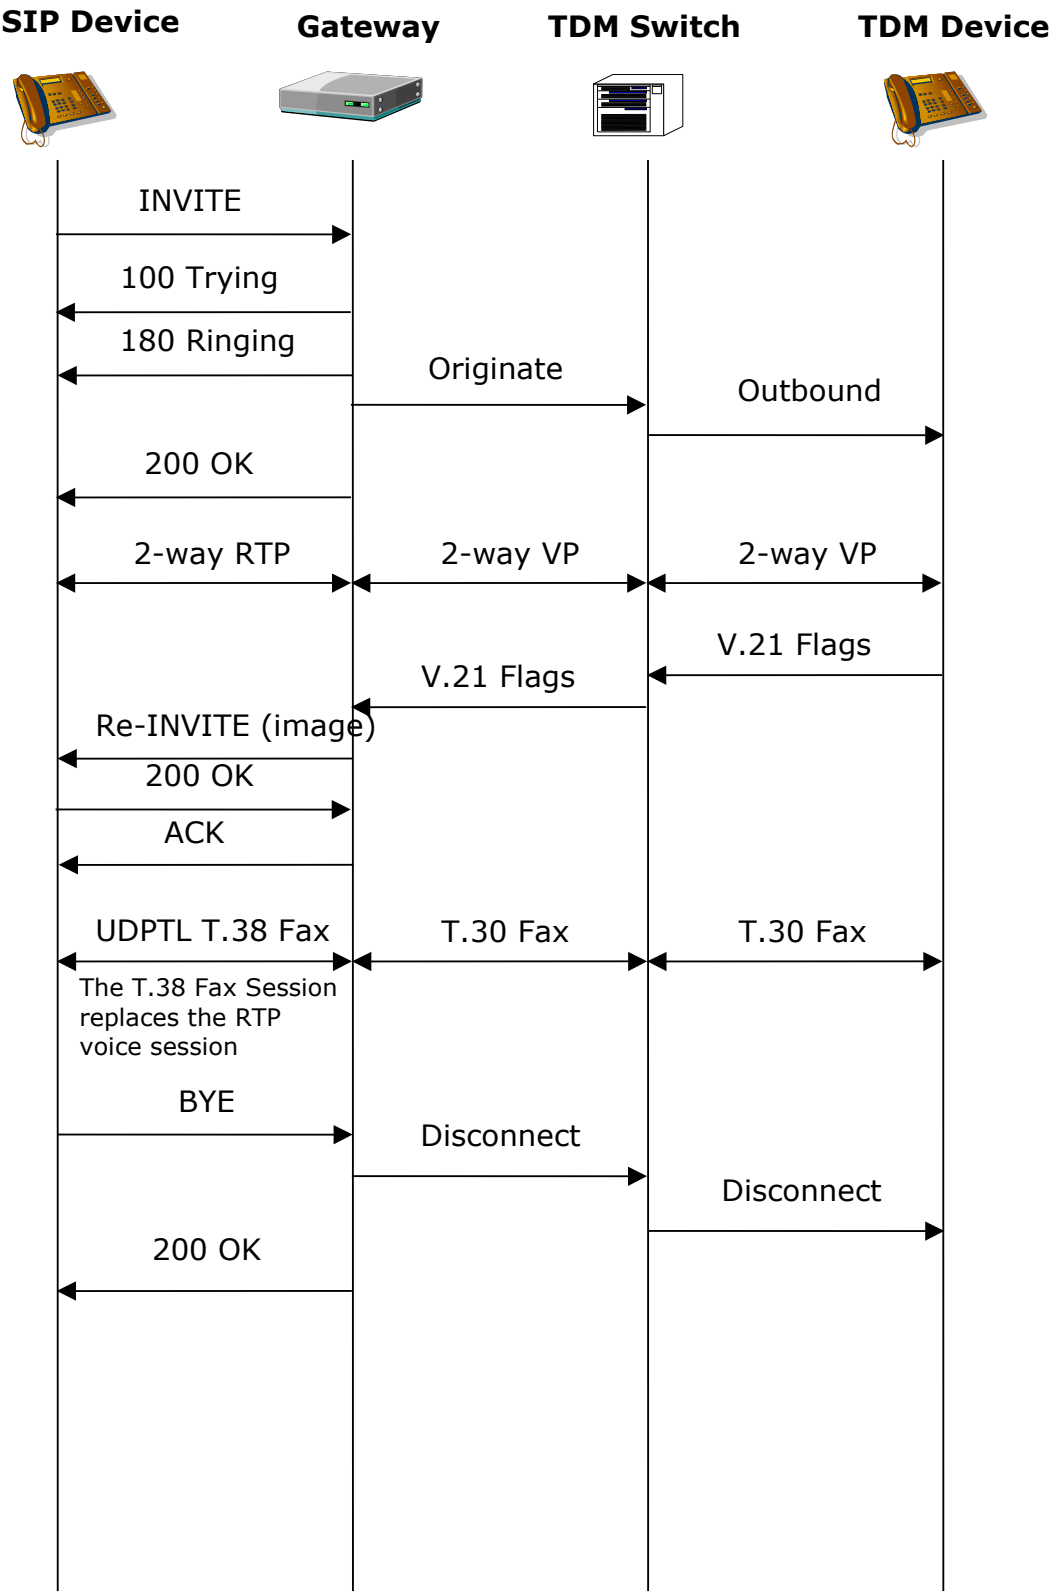 SIP Device
Gateway
TDM Switch
TDM Device
INVITE
100 Trying
180 Ringing
Originate
Outbound
200 OK
2-way RTP
2-way VP
2-way VP
V.21 Flags
V.21 Flags
Re-INVITE (image)
200 OK
ACK
UDPTL T.38 Fax
T.30 Fax
T.30 Fax
The T.38 Fax Session
replaces the RTP
voice session
BYE
Disconnect
Disconnect
200 OK